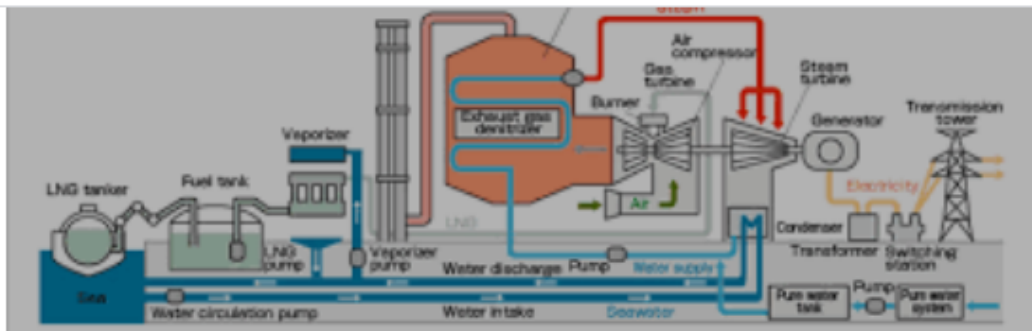 Steam
Air
compressor
Gas
turbine
Steam
turbine
Burner
Transmission
tower
Exhaust gas
denitrizer
Generator
Vaporizer
LNG tanker
Fuel tank
Electricity
Air
LNG
Condenser
LNG
pump
Vaporizer
pump
Pump
Transformer
Switching
station
Water discharge
Water supply
Sea
Pump
Pure water
tank
Pure water
system
Water circulation pump
Water intake
Seawater